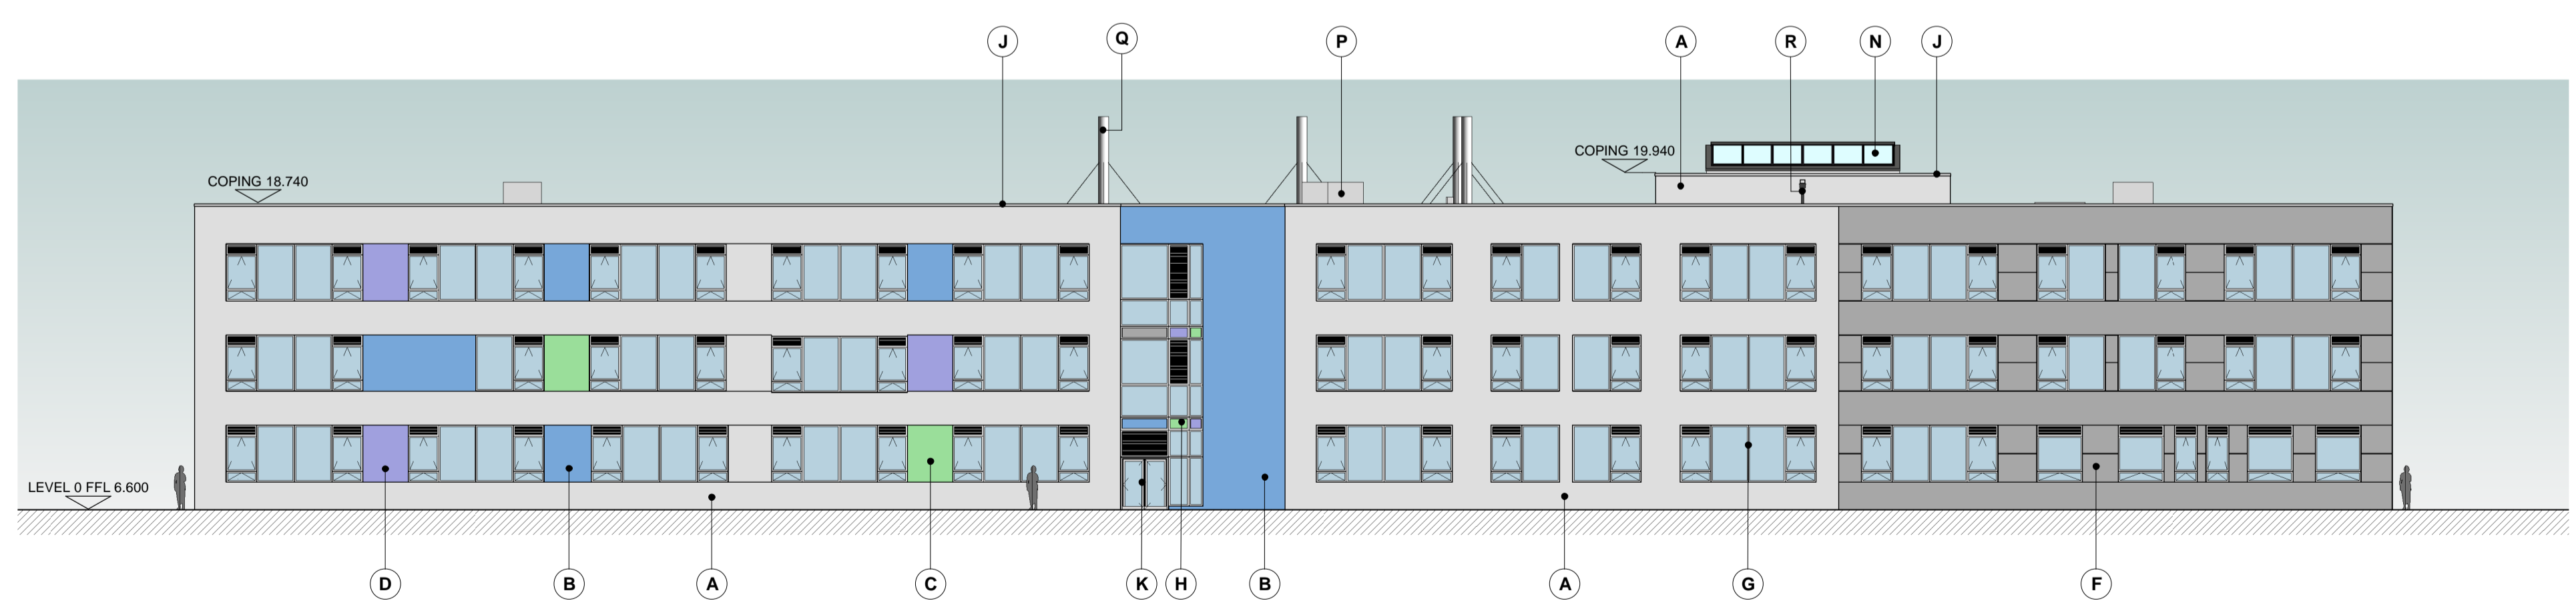 J Q P A R N J
COPING 19.940
COPING 18.740
LEVEL 0 FFL 6.600
D B A C K H B A G F